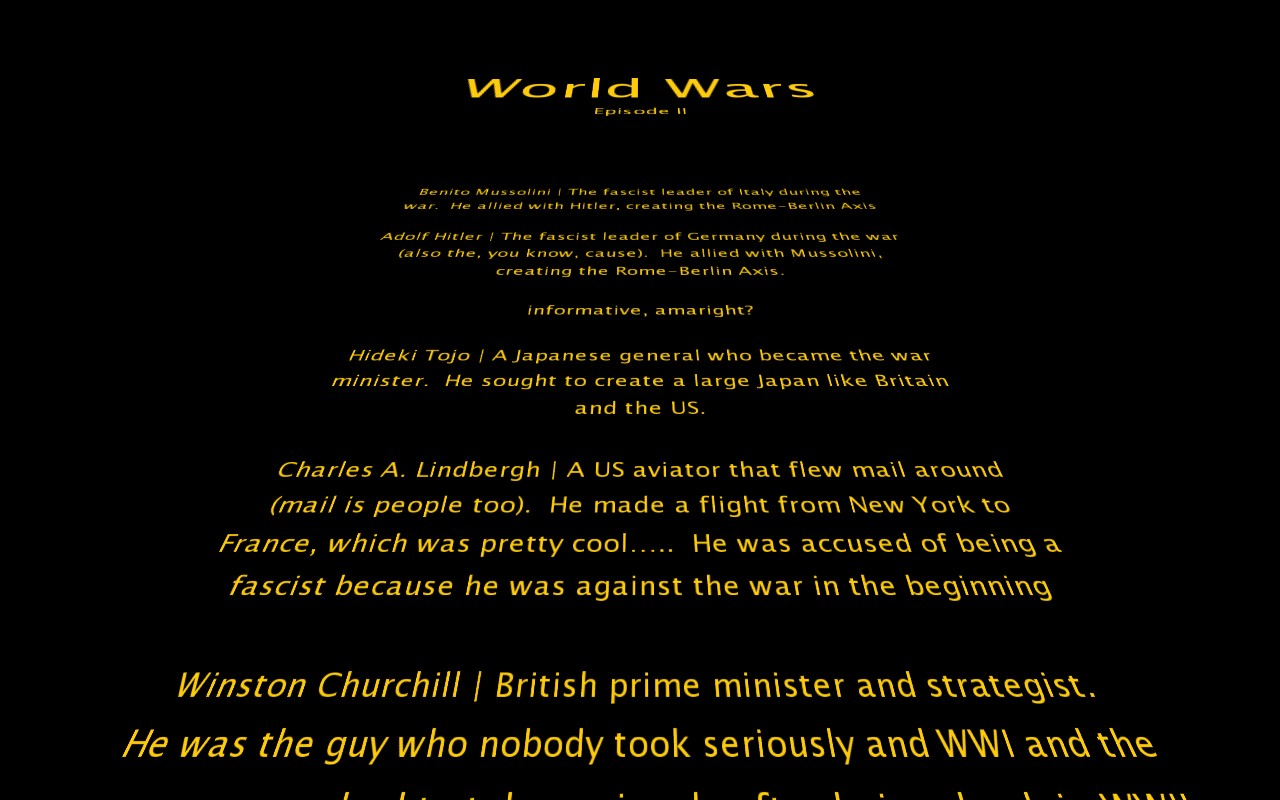 World Wars
Episode II
Benito Mussolini | The fascist leader of Italy during the
war. He allied with Hitler, creating the Rome-Berlin Axis
Adolf Hitler | The fascist leader of Germany during the war
(also the, you know, cause). He allied with Mussolini,
creating the Rome-Berlin Axis.
informative, amaright?
Hideki Tojo | A Japanese general who became the war
minister. He sought to create a large Japan like Britain
and the US.
Charles A. Lindbergh | A US aviator that flew mail around
(mail is people too). He made a flight from New York to
France, which was pretty cool..... He was accused of being a
fascist because he was against the war in the beginning
Winston Churchill | British prime minister and strategist.
He was the guy who nobody took seriously and WWI and the